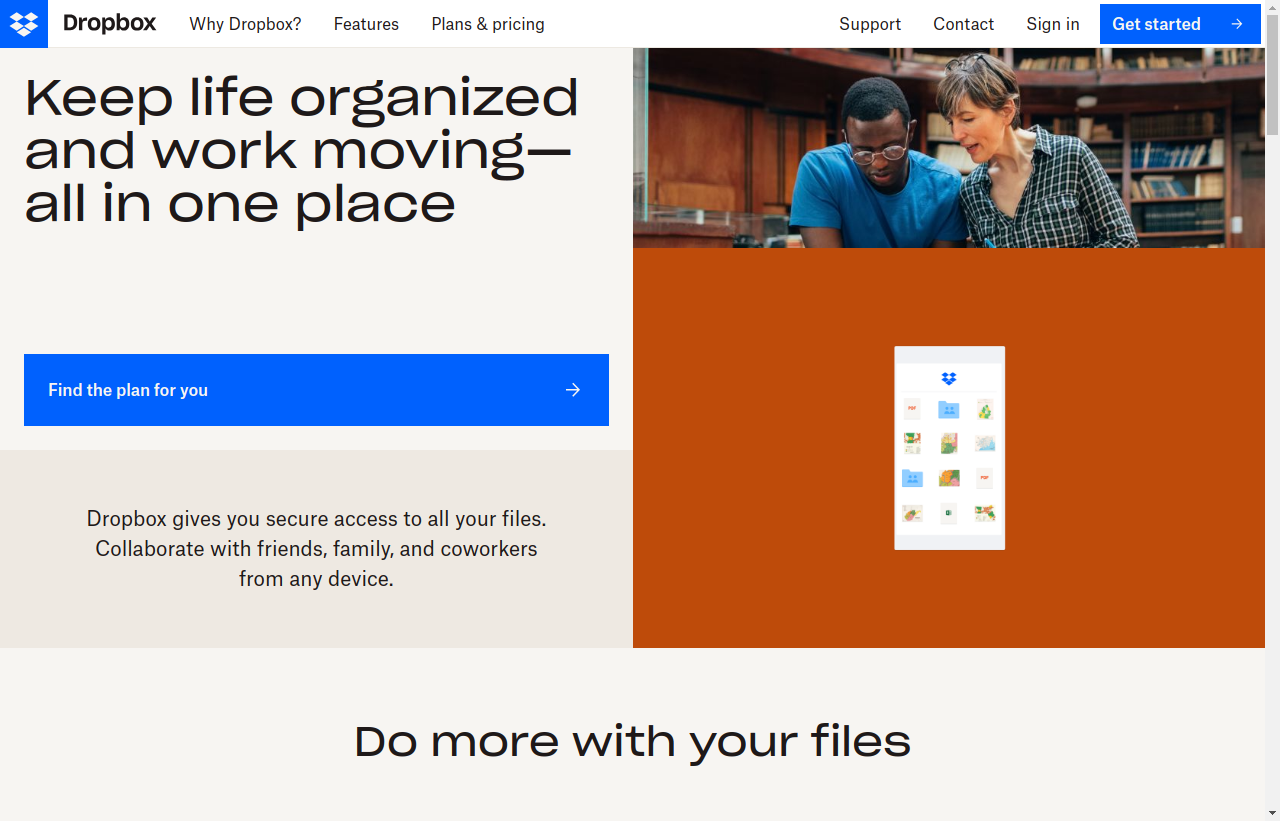 Dropbox
Why Dropbox?
Features
Plans & pricing
Support
Contact
Sign in
Get started
Keep life organized
and work moving—
all in one place
Find the plan for you
Dropbox gives you secure access to all your files.
Collaborate with friends, family, and coworkers
from any device.
PDF
PDF
Do more with your files